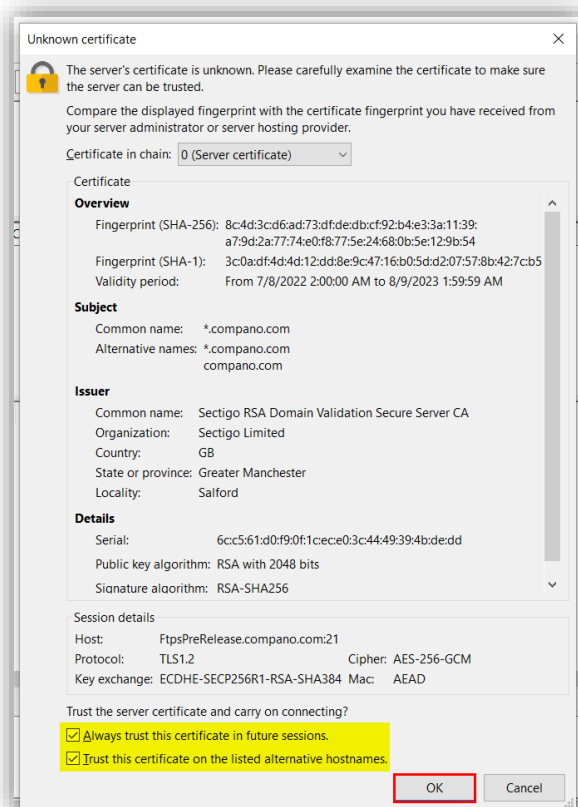 Unknown certificate
The server's certificate is unknown. Please carefully examine the certificate to make sure
the server can be trusted.
Compare the displayed fingerprint with the certificate fingerprint you have received from
your server administrator or server hosting provider.
Certificate in chain: 0 (Server certificate)
Certificate
Overview
Fingerprint (SHA-256): 8c:4d:3c:d6:ad:73:df:de:db:cf:92:b4:e3:3a:11:39:
a7:9d:2a:77:74:e0:f8:77:5e:24:68:0b:5e:12:9b:54
Fingerprint (SHA-1): 3c:0a:df:4d:4d:12:dd:8e:9c:47:16:b0:5d:d2:07:57:8b:42:7c:b5
Validity period: From 7/8/2022 2:00:00 AM to 8/9/2023 1:59:59 AM
Subject
Common name: *.compano.com
Alternative names: *.compano.com
compano.com
Issuer
Common name: Sectigo RSA Domain Validation Secure Server CA
Organization: Sectigo Limited
Country: GB
State or province: Greater Manchester
Locality: Salford
Details
Serial: 6c:c5:61:d0:f9:0f:1c:ec:e0:3c:44:49:39:4b:de:dd
Public key algorithm: RSA with 2048 bits
Signature algorithm: RSA-SHA256
Session details
Host: FtpsPreRelease.compano.com:21
Protocol: TLS1.2 Cipher: AES-256-GCM
Key exchange: ECDHE-SECP256R1-RSA-SHA384 Mac: AEAD
Trust the server certificate and carry on connecting?
Always trust this certificate in future sessions.
Trust this certificate on the listed alternative hostnames.
OK Cancel